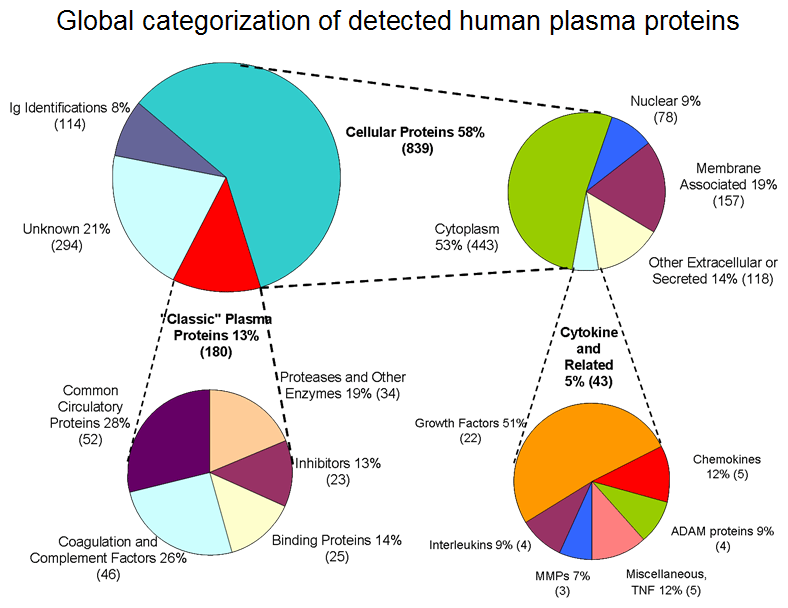 Global categorization of detected human plasma proteins
Ig Identifications 8%
(114)
Cellular Proteins 58%
(839)
Unknown 21%
(294)
"Classic" Plasma
Proteins 13%
(180)
Nuclear 9%
(78)
Membrane
Associated 19%
(157)
Cytoplasm
53% (443)
Other Extracellular or
Secreted 14% (118)
Cytokine
and
Related
5% (43)
Common
Circulatory
Proteins 28%
(52)
Proteases and Other
Enzymes 19% (34)
Inhibitors 13%
(23)
Coagulation and
Complement Factors 26%
(46)
Binding Proteins 14%
(25)
Growth Factors 51%
(22)
Chemokines
12% (5)
ADAM proteins 9%
(4)
Interleukins 9% (4)
MMPs 7%
(3)
Miscellaneous,
TNF 12% (5)